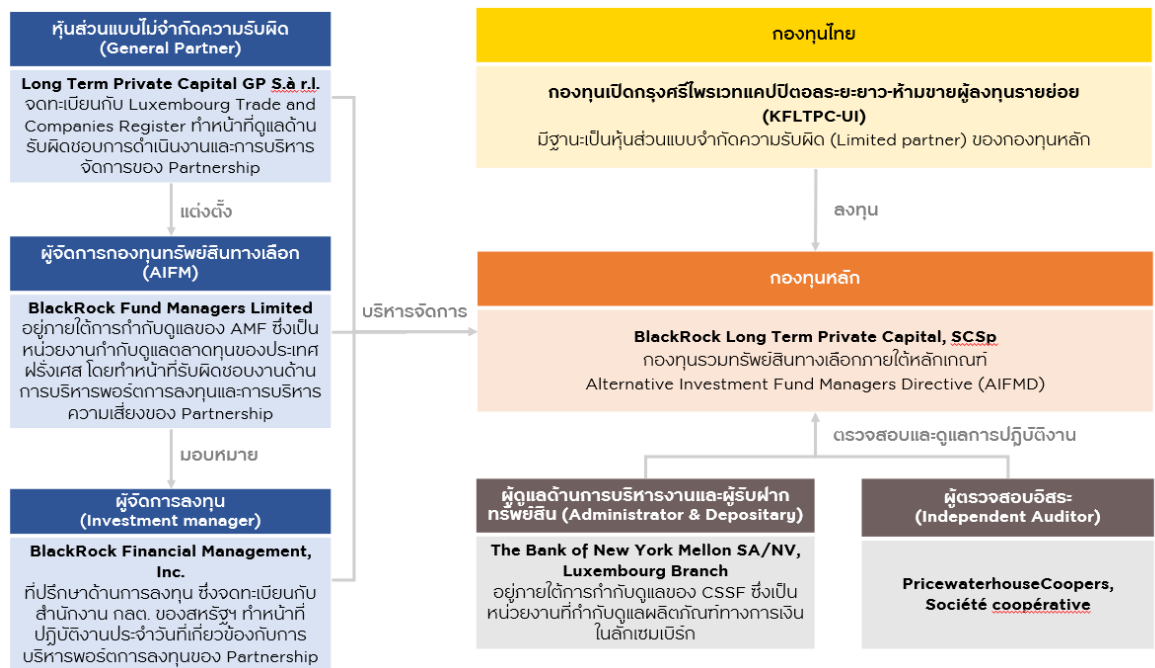 หุ้นส่วนแบบไม่จำกัดความรับผิด
(General Partner)
Long Term Private Capital GP S.à r.l.
จดทะเบียนกับ Luxembourg Trade and
Companies Register ทำหน้าที่ดูแลด้าน
รับผิดชอบการดำเนินงานและการบริหาร
จัดการของ Partnership
แต่งตั้ง
ผู้จัดการกองทุนทรัพย์สินทางเลือก
(AIFM)
BlackRock Fund Managers Limited
อยู่ภายใต้การกำกับดูแลของ AMF ซึ่งเป็น
หน่วยงานกำกับดูแลตลาดทุนของประเทศ
ฝรั่งเศส โดยทำหน้าที่รับผิดชอบงานด้าน
การบริหารพอร์ตการลงทุนและการบริหาร
ความเสี่ยงของ Partnership
มอบหมาย
ผู้จัดการลงทุน
(Investment manager)
BlackRock Financial Management,
Inc.
ที่ปรึกษาด้านการลงทุน ซึ่งจดทะเบียนกับ
สำนักงาน กลต. ของสหรัฐฯ ทำหน้าที่
ปฏิบัติงานประจำวันที่เกี่ยวข้องกับการ
บริหารพอร์ตการลงทุนของ Partnership
บริหารจัดการ
กองทุนไทย
กองทุนเปิดกรุงศรีไพรเวทแคปปิตอลระยะยาว-ห้ามขายผู้ลงทุนรายย่อย
(KFLTPC-UI)
มีฐานะเป็นหุ้นส่วนแบบจำกัดความรับผิด (Limited partner) ของกองทุนหลัก
ลงทุน
กองทุนหลัก
BlackRock Long Term Private Capital, SCSp
กองทุนรวมทรัพย์สินทางเลือกภายใต้หลักเกณฑ์
Alternative Investment Fund Managers Directive (AIFMD)
ตรวจสอบและดูแลการปฏิบัติงาน
ผู้ดูแลด้านการบริหารงานและผู้รับฝาก
ทรัพย์สิน (Administrator & Depositary)
The Bank of New York Mellon SA/NV,
Luxembourg Branch
อยู่ภายใต้การกำกับดูแลของ CSSF ซึ่งเป็น
หน่วยงานที่กำกับดูแลผลิตภัณฑ์ทางการเงิน
ในลักเซมเบิร์ก
ผู้ตรวจสอบอิสระ
(Independent Auditor)
PricewaterhouseCoopers,
Société coopérative